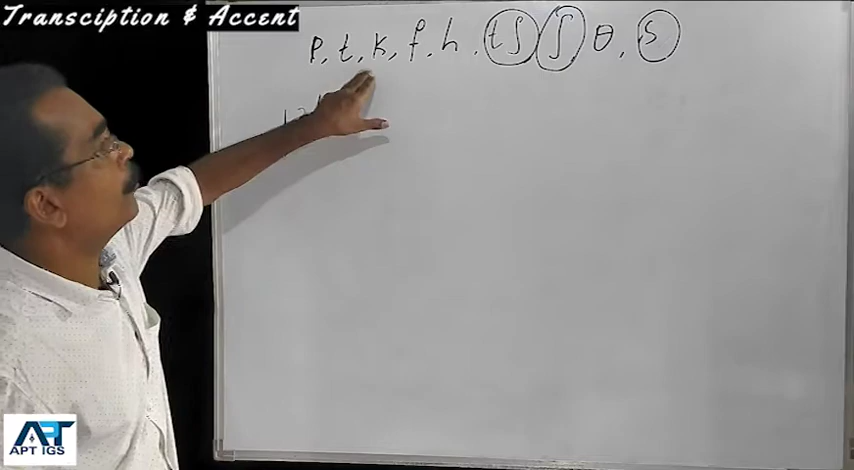 Transcription & Accent
p, t, k, f, h, tʃ ʃ θ, s
APT IGS